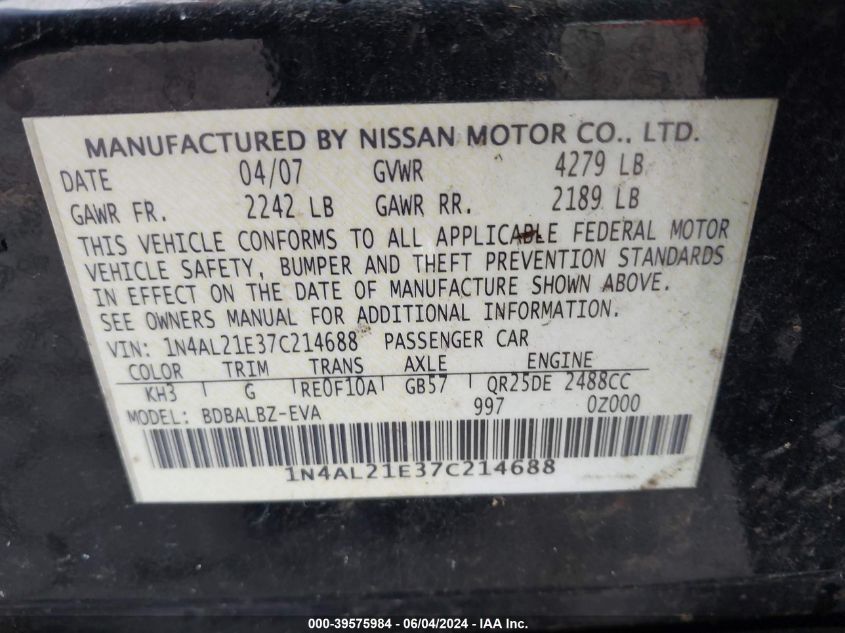 MANUFACTURED BY NISSAN MOTOR CO., LTD.
DATE 04/07 GVWR 4279 LB
GAWR FR. 2242 LB GAWR RR. 2189 LB
THIS VEHICLE CONFORMS TO ALL APPLICABLE FEDERAL MOTOR
VEHICLE SAFETY, BUMPER AND THEFT PREVENTION STANDARDS
IN EFFECT ON THE DATE OF MANUFACTURE SHOWN ABOVE.
SEE OWNERS MANUAL FOR ADDITIONAL INFORMATION.
VIN: 1N4AL21E37C214688 PASSENGER CAR
COLOR TRIM TRANS AXLE ENGINE
KH3 G RE0F10A GB57 QR25DE 2488CC
MODEL: BDBALBZ-EVA 997 0Z000
1N4AL21E37C214688
000-39575984 - 06/04/2024 - IAA Inc.